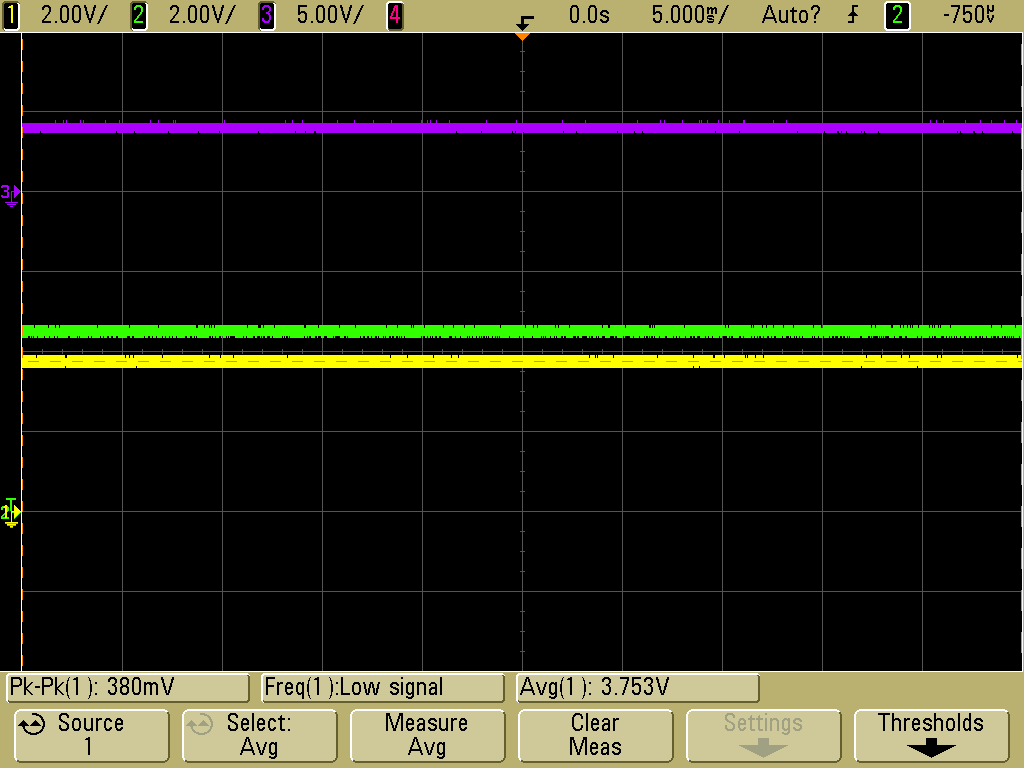 1 2.00V/ 2 2.00V/ 3 5.00V/ 4 0.0s 5.000ms/ Auto? 2 -750V
3
T
2
Pk-Pk(1): 380mV Freq(1):Low signal Avg(1): 3.753V
Source Select: Measure Clear Settings Thresholds
1 Avg Avg Meas